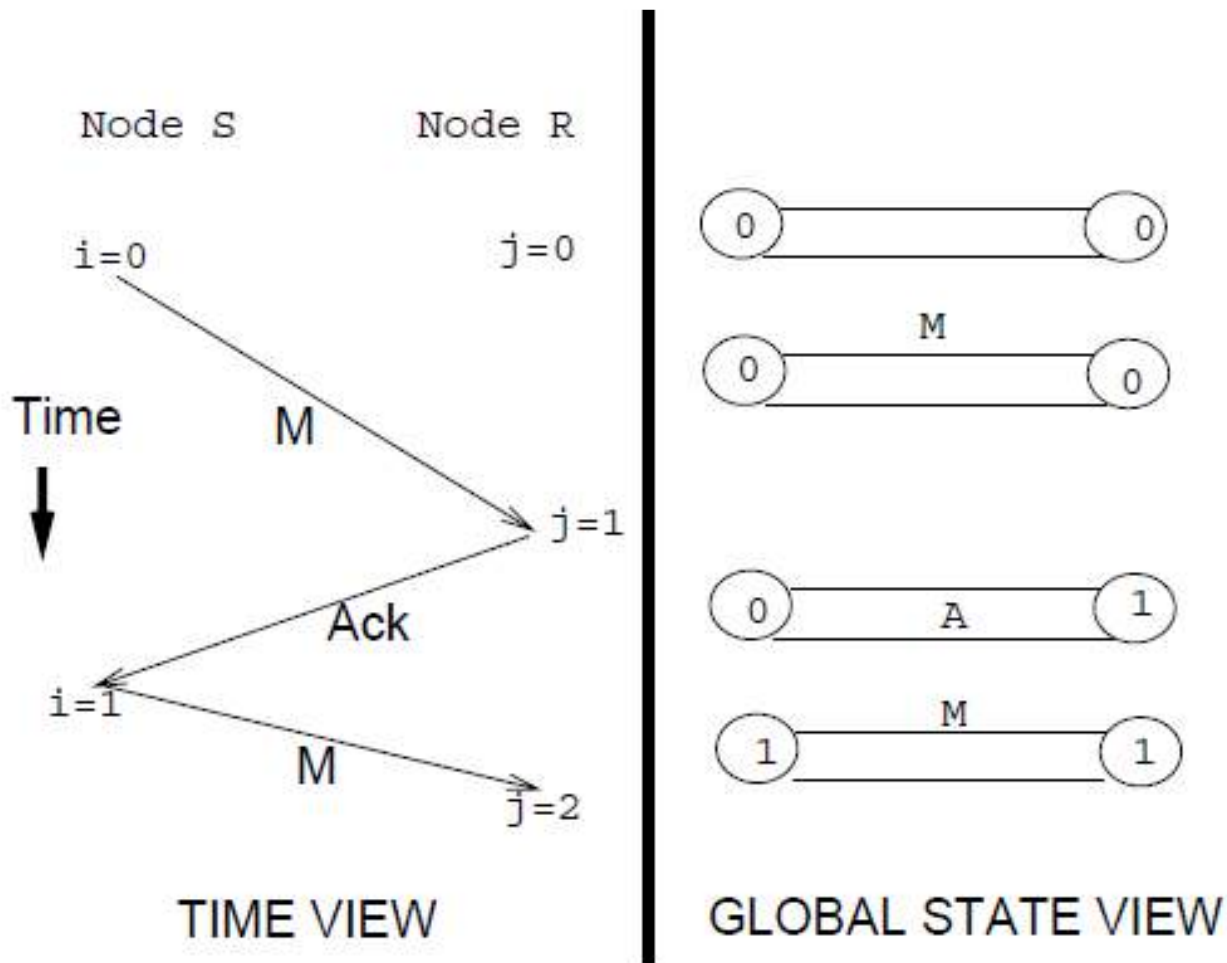 Node S Node R
i=0 j=0
M
Time
j=1
Ack
i=1
M
j=2
TIME VIEW
0 0
M
0 0
0 A 1
M
1 1
GLOBAL STATE VIEW